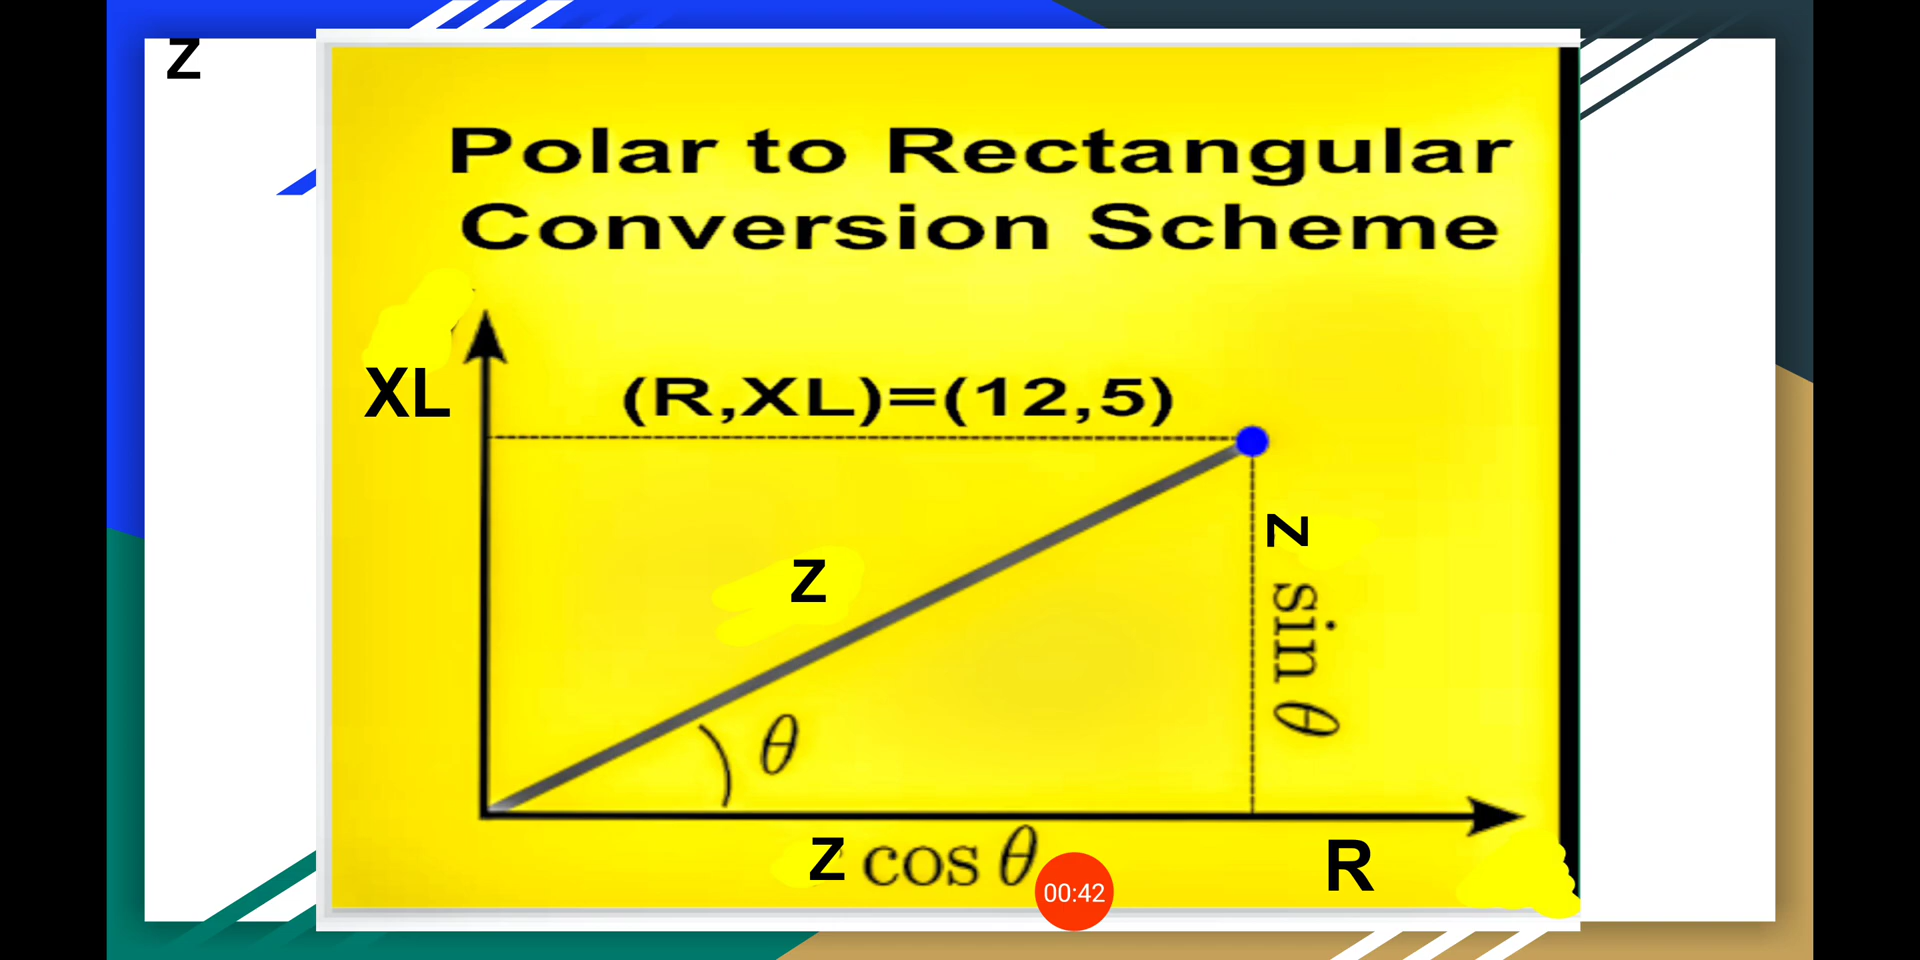 Z
Polar to Rectangular
Conversion Scheme
XL
(R,XL)=(12,5)
Z
Z sin θ
θ
Z cos θ
R
00:42